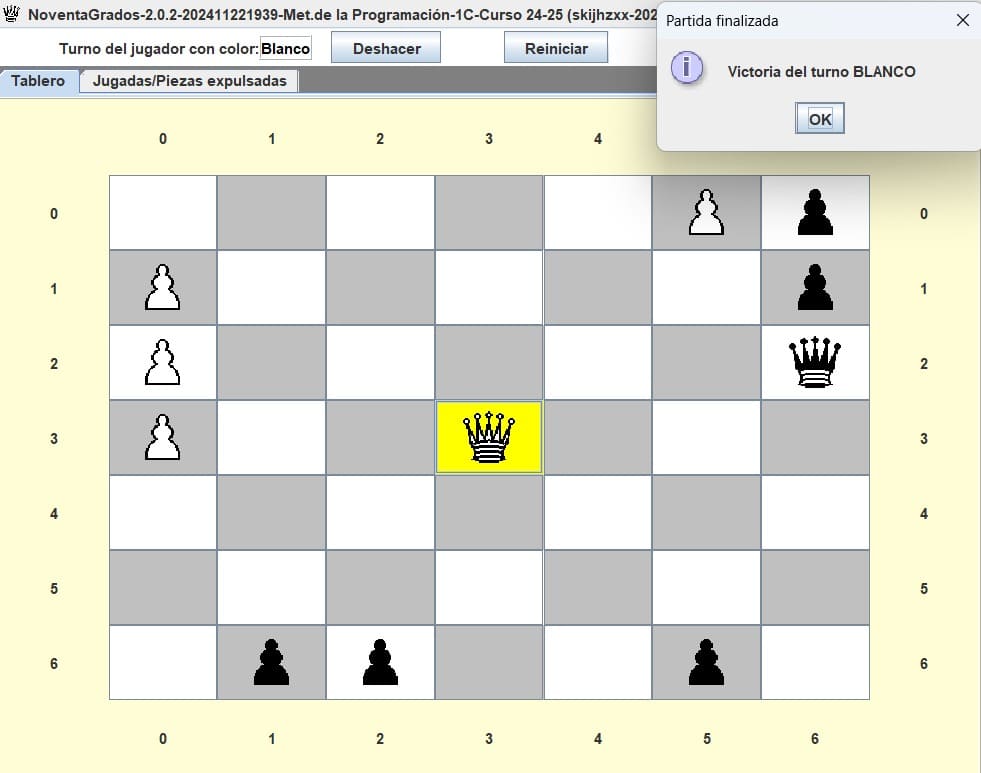 NoventaGrados-2.0.2-202411221939-Met.de la Programación-1C-Curso 24-25 (skijhzxx-202
Partida finalizada
Turno del jugador con color: Blanco Deshacer Reiniciar
Victoria del turno BLANCO
Tablero Jugadas/Piezas expulsadas
OK
0 1 2 3 4
0 0
1 1
2 2
3 3
4 4
5 5
6 6
0 1 2 3 4 5 6